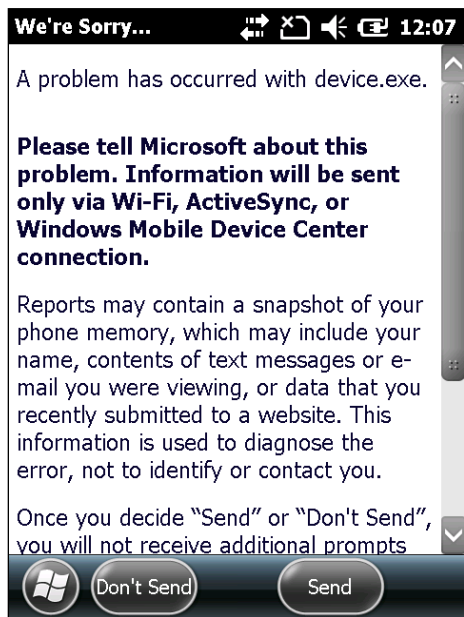 We're Sorry... 12:07
A problem has occurred with device.exe.
Please tell Microsoft about this
problem. Information will be sent
only via Wi-Fi, ActiveSync, or
Windows Mobile Device Center
connection.
Reports may contain a snapshot of your
phone memory, which may include your
name, contents of text messages or e-
mail you were viewing, or data that you
recently submitted to a website. This
information is used to diagnose the
error, not to identify or contact you.
Once you decide “Send” or “Don't Send”,
you will not receive additional prompts
Don't Send Send